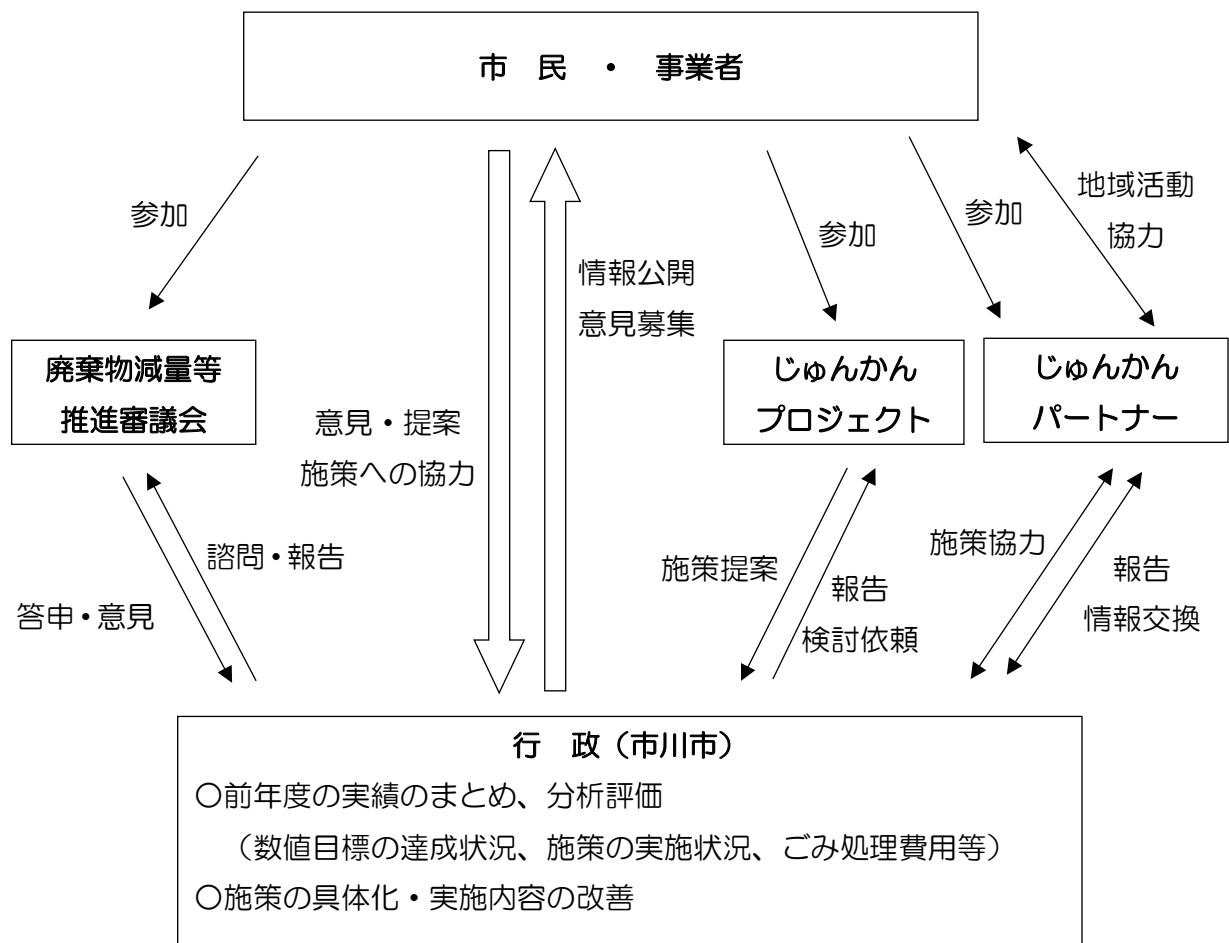 市 民 ・ 事業者
参加
意見・提案
施策への協力
情報公開
意見募集
参加
参加
地域活動
協力
廃棄物減量等
推進審議会
じゅんかん
プロジェクト
じゅんかん
パートナー
答申・意見
諮問・報告
施策提案
報告
検討依頼
施策協力
報告
情報交換
行 政（市川市）
○前年度の実績のまとめ、分析評価
（数値目標の達成状況、施策の実施状況、ごみ処理費用等）
○施策の具体化・実施内容の改善